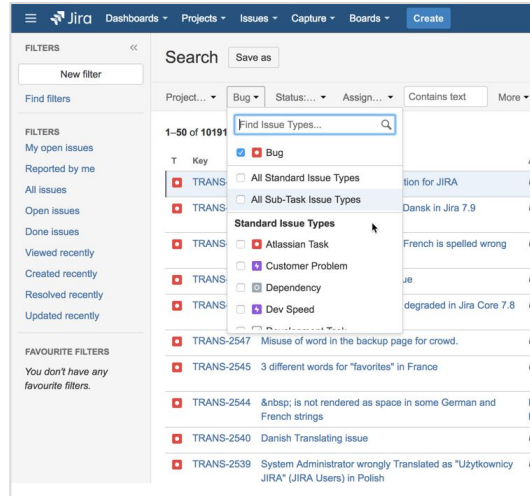 Jira Dashboards Projects Issues Capture Boards Create
FILTERS
New filter
Find filters
FILTERS
My open issues
Reported by me
All issues
Open issues
Done issues
Viewed recently
Created recently
Resolved recently
Updated recently
FAVOURITE FILTERS
You don't have any
favourite filters.
Search Save as
Project... Bug Status:... Assign... Contains text More
1–50 of 10191
Find Issue Types...
Bug
All Standard Issue Types
All Sub-Task Issue Types
Standard Issue Types
Atlassian Task
Customer Problem
Dependency
Dev Speed
T Key
TRANS- tion for JIRA
TRANS- Dansk in Jira 7.9
TRANS- French is spelled wrong
TRANS- ue
TRANS- degraded in Jira Core 7.8
TRANS-2547 Misuse of word in the backup page for crowd.
TRANS-2545 3 different words for "favorites" in France
TRANS-2544 &nbsp; is not rendered as space in some German and
French strings
TRANS-2540 Danish Translating issue
TRANS-2539 System Administrator wrongly Translated as "Użytkownicy
JIRA" (JIRA Users) in Polish